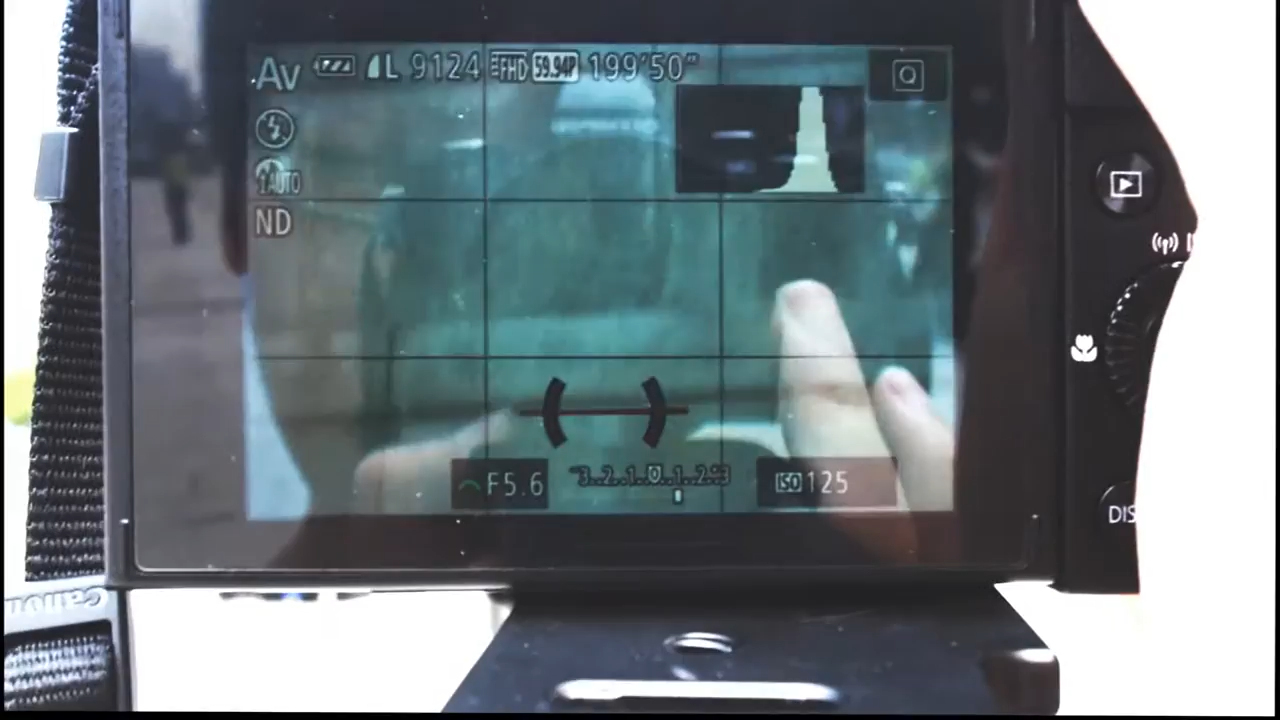 Av L 9124 FHD 59.94P 199'50" Q
AUTO
ND
F5.6 3..2..1..0..1..2..3 ISO 125
DIS
Canon